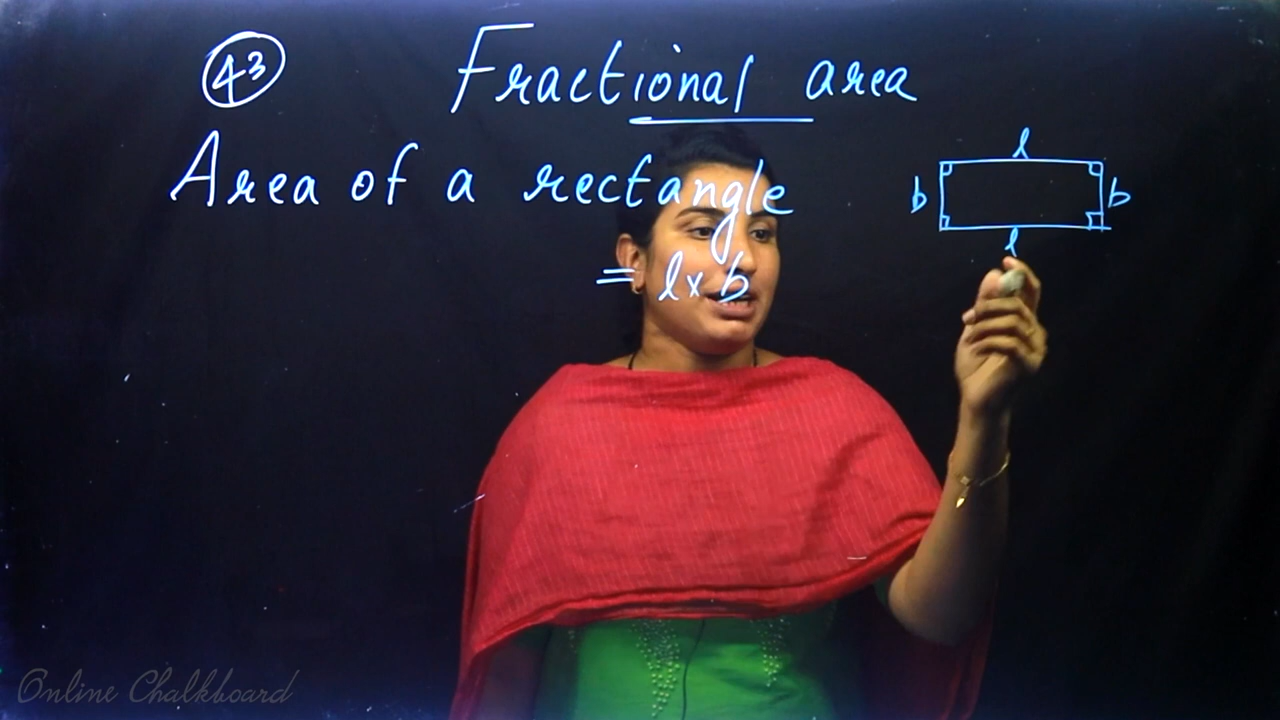 43
Fractional area
Area of a rectangle
= l x b
l
b
b
l
Online Chalkboard